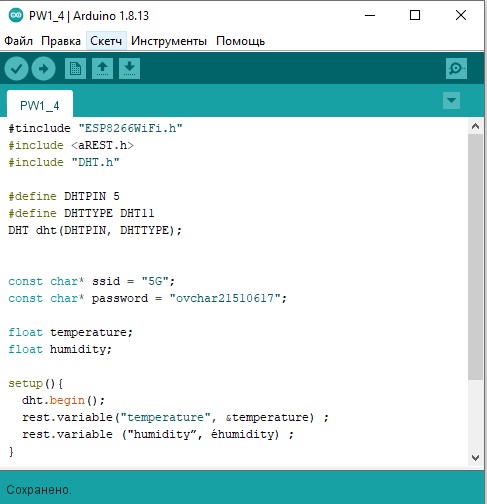 PW1_4 | Arduino 1.8.13
Файл Правка Скетч Инструменты Помощь
PW1_4
#tinclude "ESP8266WiFi.h"
#include <aREST.h>
#include "DHT.h"
#define DHTPIN 5
#define DHTTYPE DHT11
DHT dht(DHTPIN, DHTTYPE);
const char* ssid = "5G";
const char* password = "ovchar21510617";
float temperature;
float humidity;
setup(){
dht.begin();
rest.variable("temperature", &temperature) ;
rest.variable ("humidity”, éhumidity) ;
}
Сохранено.